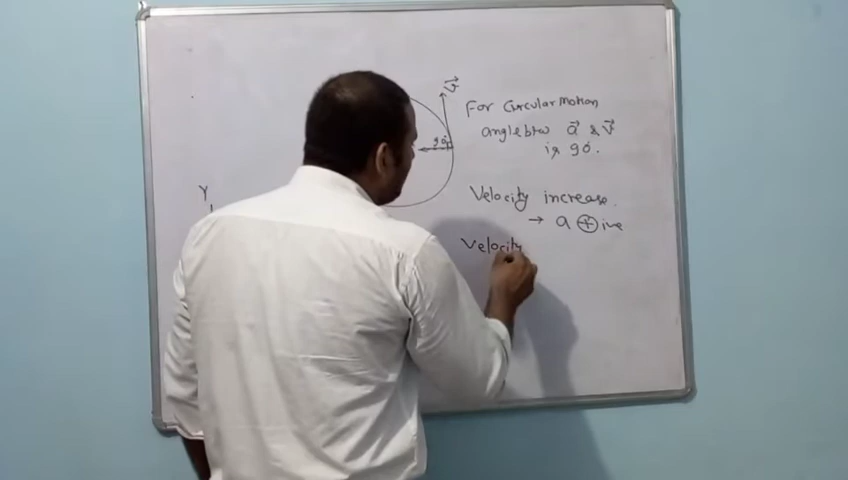 v⃗
For Circular Motion
angle btw a⃗ & v⃗
is 90°.
90°
Velocity increase.
→ a ⊕ ive
Velocity
Y